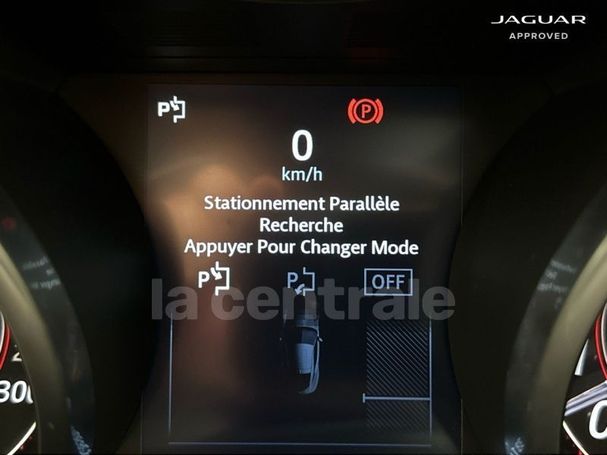 JAGUAR
APPROVED
P
P
0
km/h
Stationnement Parallèle
Recherche
Appuyer Pour Changer Mode
P P OFF
la centrale